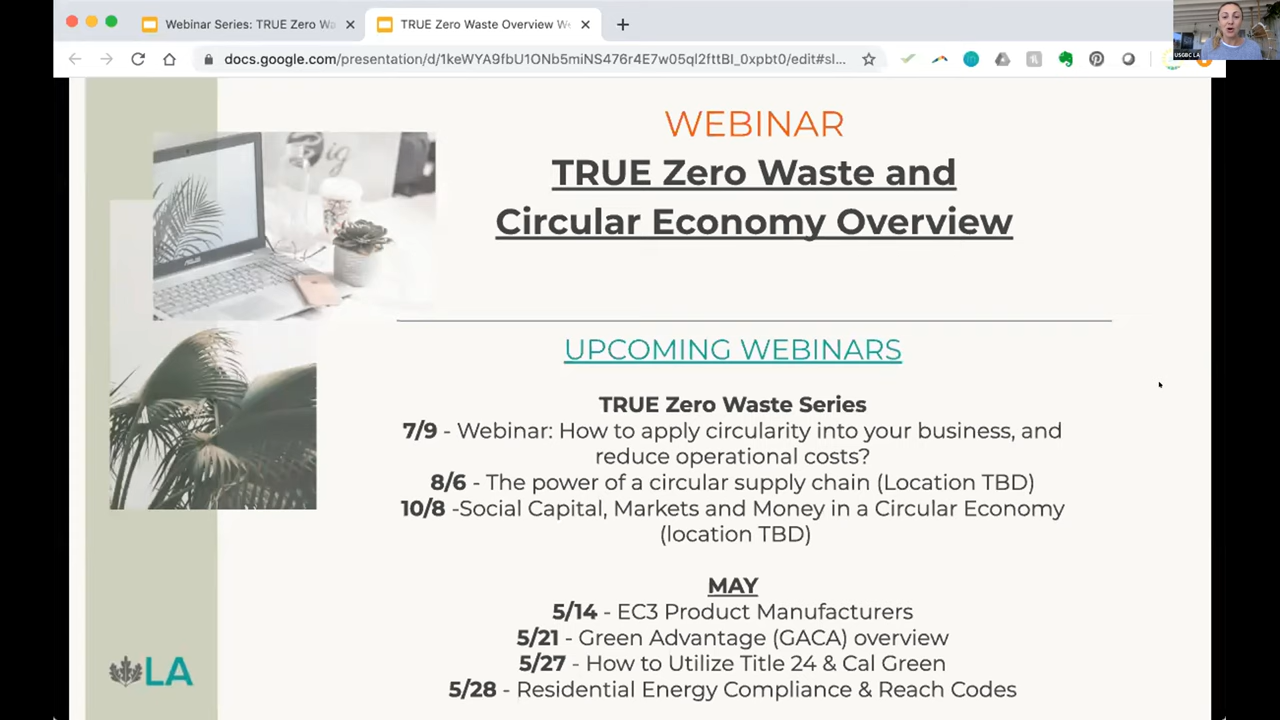 Webinar Series: TRUE Zero Wa
TRUE Zero Waste Overview We
docs.google.com/presentation/d/1keWYXAfbU1ONb5miNS476r4E7w05ql2fttBI_0xpbt0/edit#sl...
USGBC LA
WEBINAR
TRUE Zero Waste and
Circular Economy Overview
ASUS
UPCOMING WEBINARS
TRUE Zero Waste Series
7/9 - Webinar: How to apply circularity into your business, and
reduce operational costs?
8/6 - The power of a circular supply chain (Location TBD)
10/8 -Social Capital, Markets and Money in a Circular Economy
(location TBD)
MAY
5/14 - EC3 Product Manufacturers
5/21 - Green Advantage (GACA) overview
5/27 - How to Utilize Title 24 & Cal Green
5/28 - Residential Energy Compliance & Reach Codes
LA